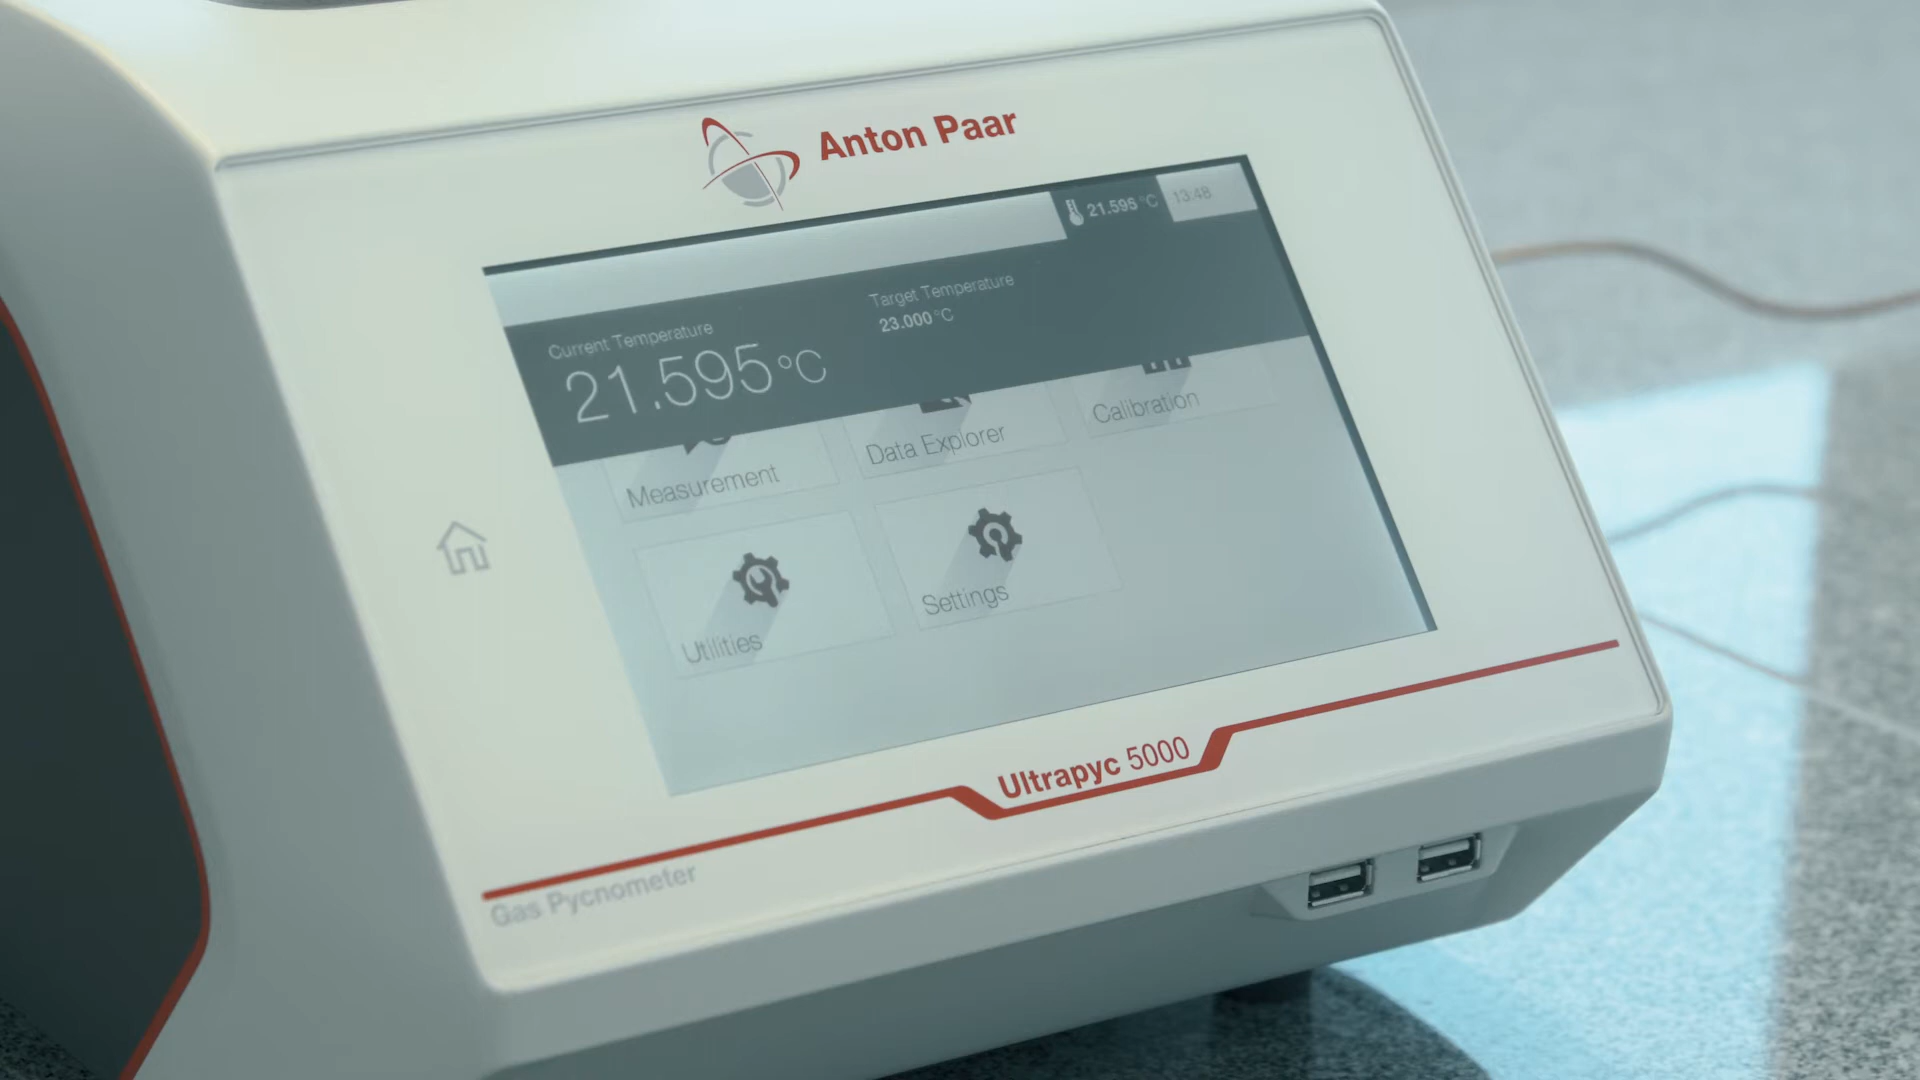 Anton Paar
21.595 °C
13:48
Current Temperature
21.595 °C
Target Temperature
23.000 °C
Measurement
Data Explorer
Calibration
Utilities
Settings
Ultrapyc 5000
Gas Pycnometer